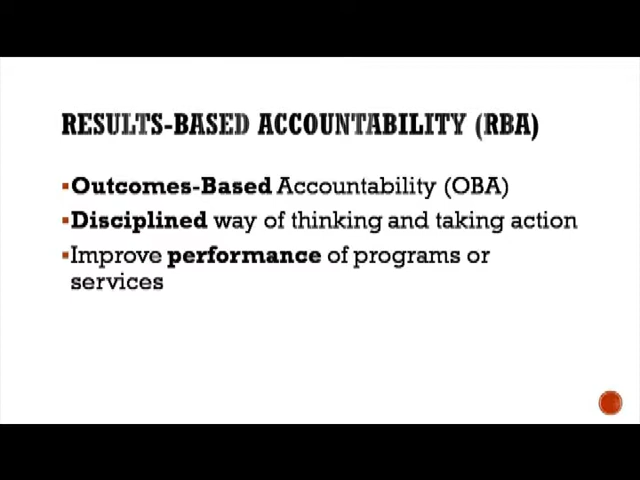 RESULTS-BASED ACCOUNTABILITY (RBA)
▪Outcomes-Based Accountability (OBA)
▪Disciplined way of thinking and taking action
▪Improve performance of programs or
services